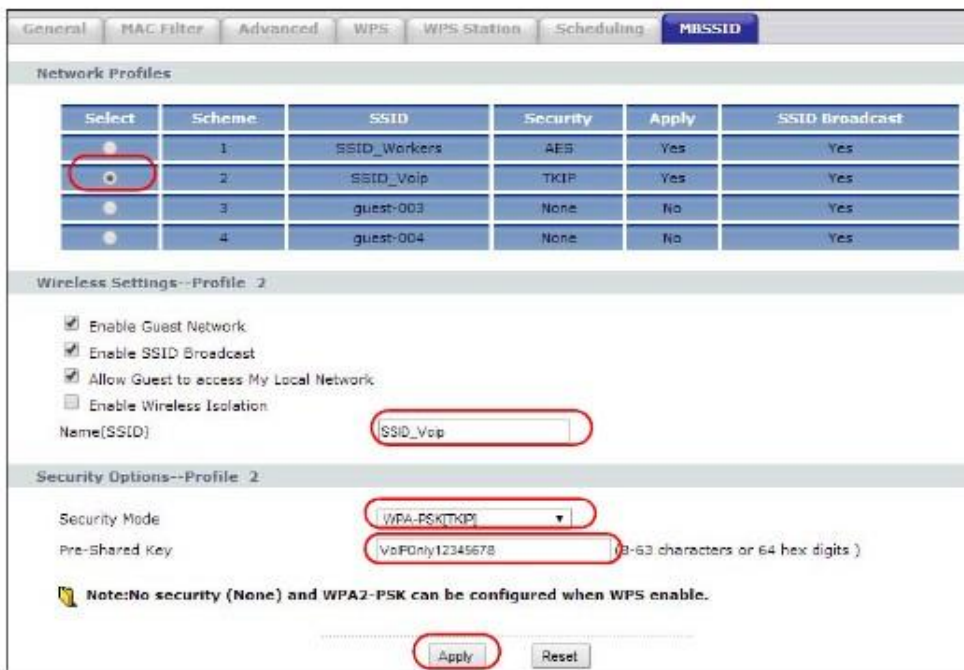 General MAC Filter Advanced WPS WPS Station Scheduling MBSSID
Network Profiles
Select Scheme SSID Security Apply SSID Broadcast
1 SSID_Workers AES Yes Yes
2 SSID_Voip TKIP Yes Yes
3 guest-003 None No Yes
4 guest-004 None No Yes
Wireless Settings--Profile 2
Enable Guest Network
Enable SSID Broadcast
Allow Guest to access My Local Network
Enable Wireless Isolation
Name(SSID) SSID_Voip
Security Options--Profile 2
Security Mode WPA-PSK[TKIP]
Pre-Shared Key VoIPOnly12345678 (8-63 characters or 64 hex digits )
Note:No security (None) and WPA2-PSK can be configured when WPS enable.
Apply Reset